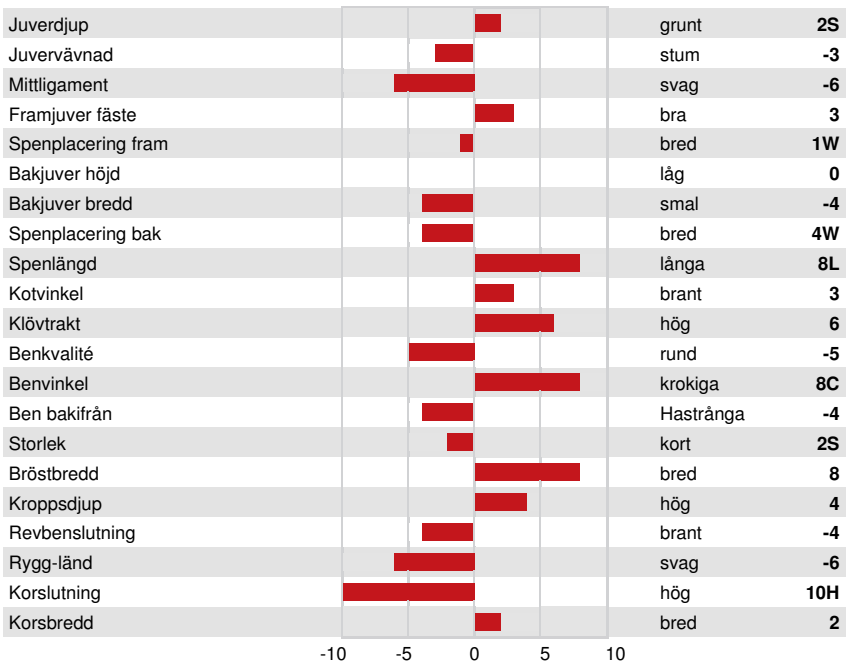 Juverdjup grunt 2S
Juvervävnad stum -3
Mittligament svag -6
Framjuver fäste bra 3
Spenplacering fram bred 1W
Bakjuver höjd låg 0
Bakjuver bredd smal -4
Spenplacering bak bred 4W
Spenlängd långa 8L
Kotvinkel brant 3
Klövtrakt hög 6
Benkvalité rund -5
Benvinkel krokiga 8C
Ben bakifrån Hastrånga -4
Storlek kort 2S
Bröstbredd bred 8
Kroppsdjup hög 4
Revbenslutning brant -4
Rygg-länd svag -6
Korslutning hög 10H
Korsbredd bred 2
-10 -5 0 5 10